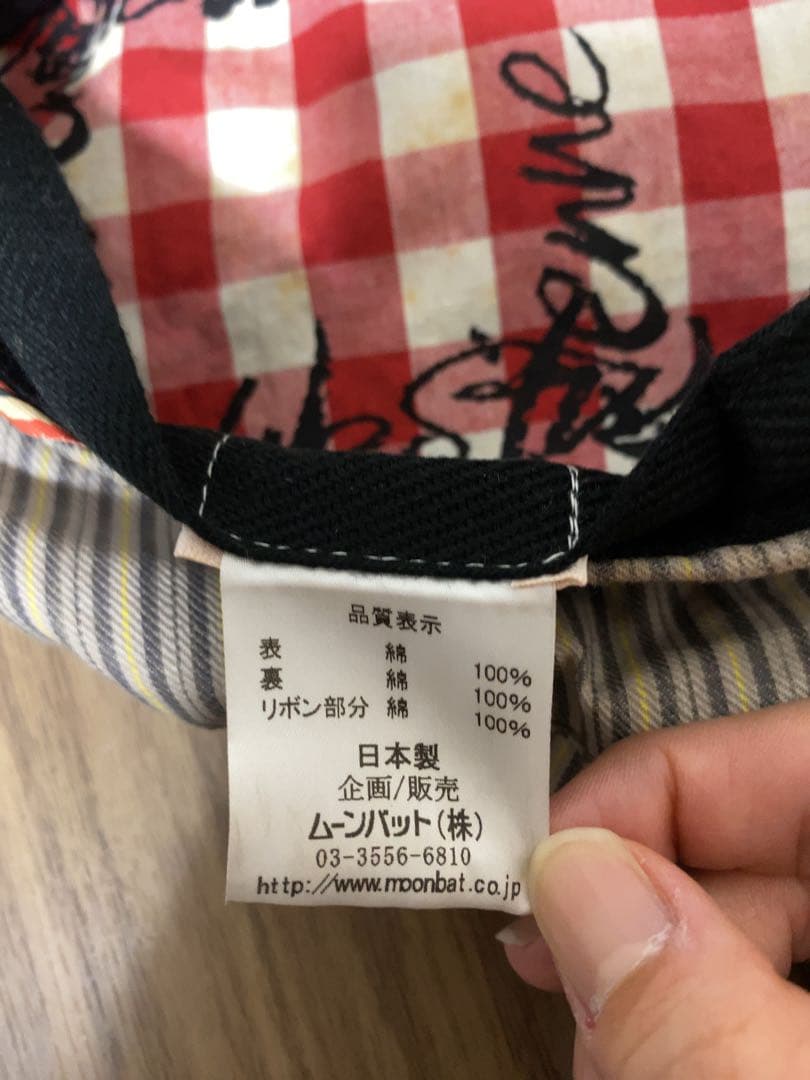 品質表示
表 綿 100%
裏 綿 100%
リボン部分 綿 100%
日本製
企画/販売
ムーンバット(株)
03-3556-6810
http://www.moonbat.co.jp